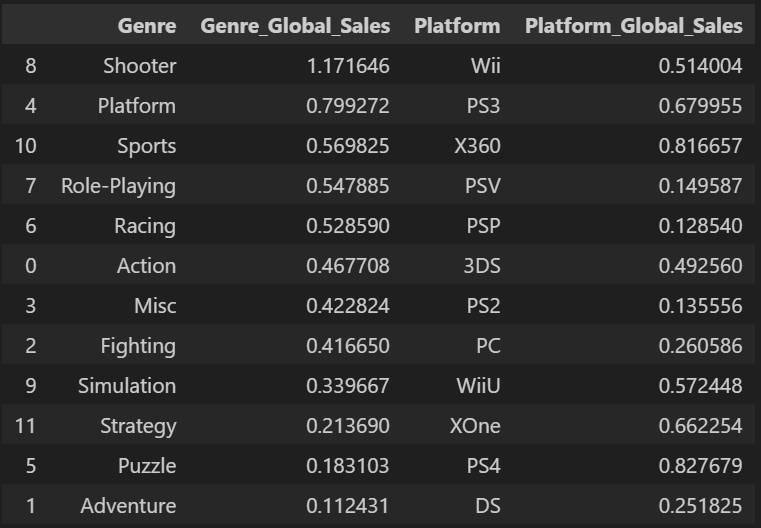 Genre Genre_Global_Sales Platform Platform_Global_Sales
8 Shooter 1.171646 Wii 0.514004
4 Platform 0.799272 PS3 0.679955
10 Sports 0.569825 X360 0.816657
7 Role-Playing 0.547885 PSV 0.149587
6 Racing 0.528590 PSP 0.128540
0 Action 0.467708 3DS 0.492560
3 Misc 0.422824 PS2 0.135556
2 Fighting 0.416650 PC 0.260586
9 Simulation 0.339667 WiiU 0.572448
11 Strategy 0.213690 XOne 0.662254
5 Puzzle 0.183103 PS4 0.827679
1 Adventure 0.112431 DS 0.251825